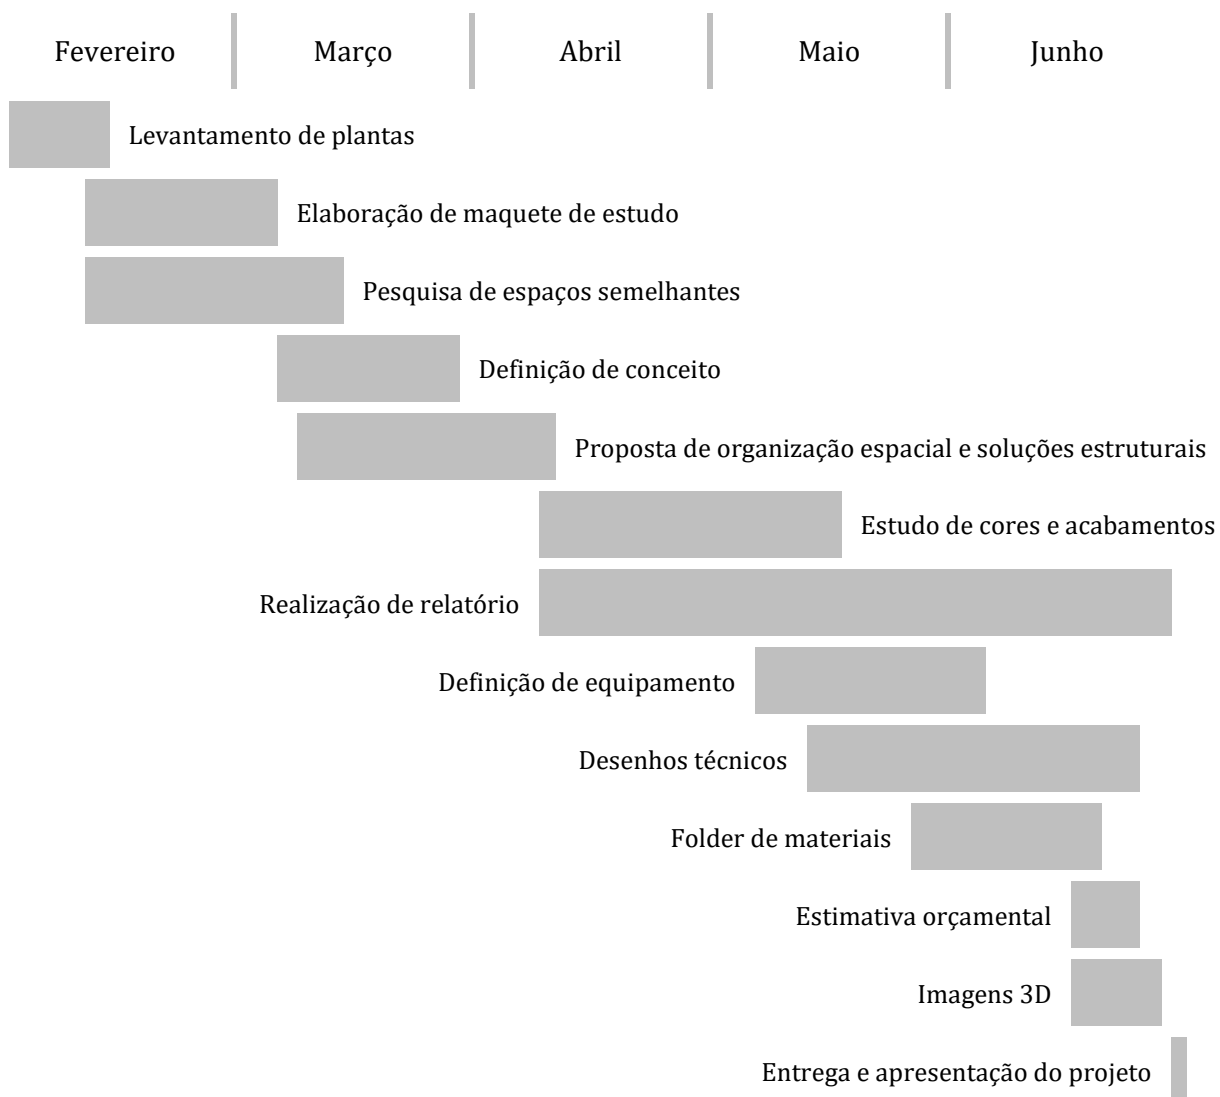 Fevereiro Março Abril Maio Junho
Levantamento de plantas
Elaboração de maquete de estudo
Pesquisa de espaços semelhantes
Definição de conceito
Proposta de organização espacial e soluções estruturais
Estudo de cores e acabamentos
Realização de relatório
Definição de equipamento
Desenhos técnicos
Folder de materiais
Estimativa orçamental
Imagens 3D
Entrega e apresentação do projeto